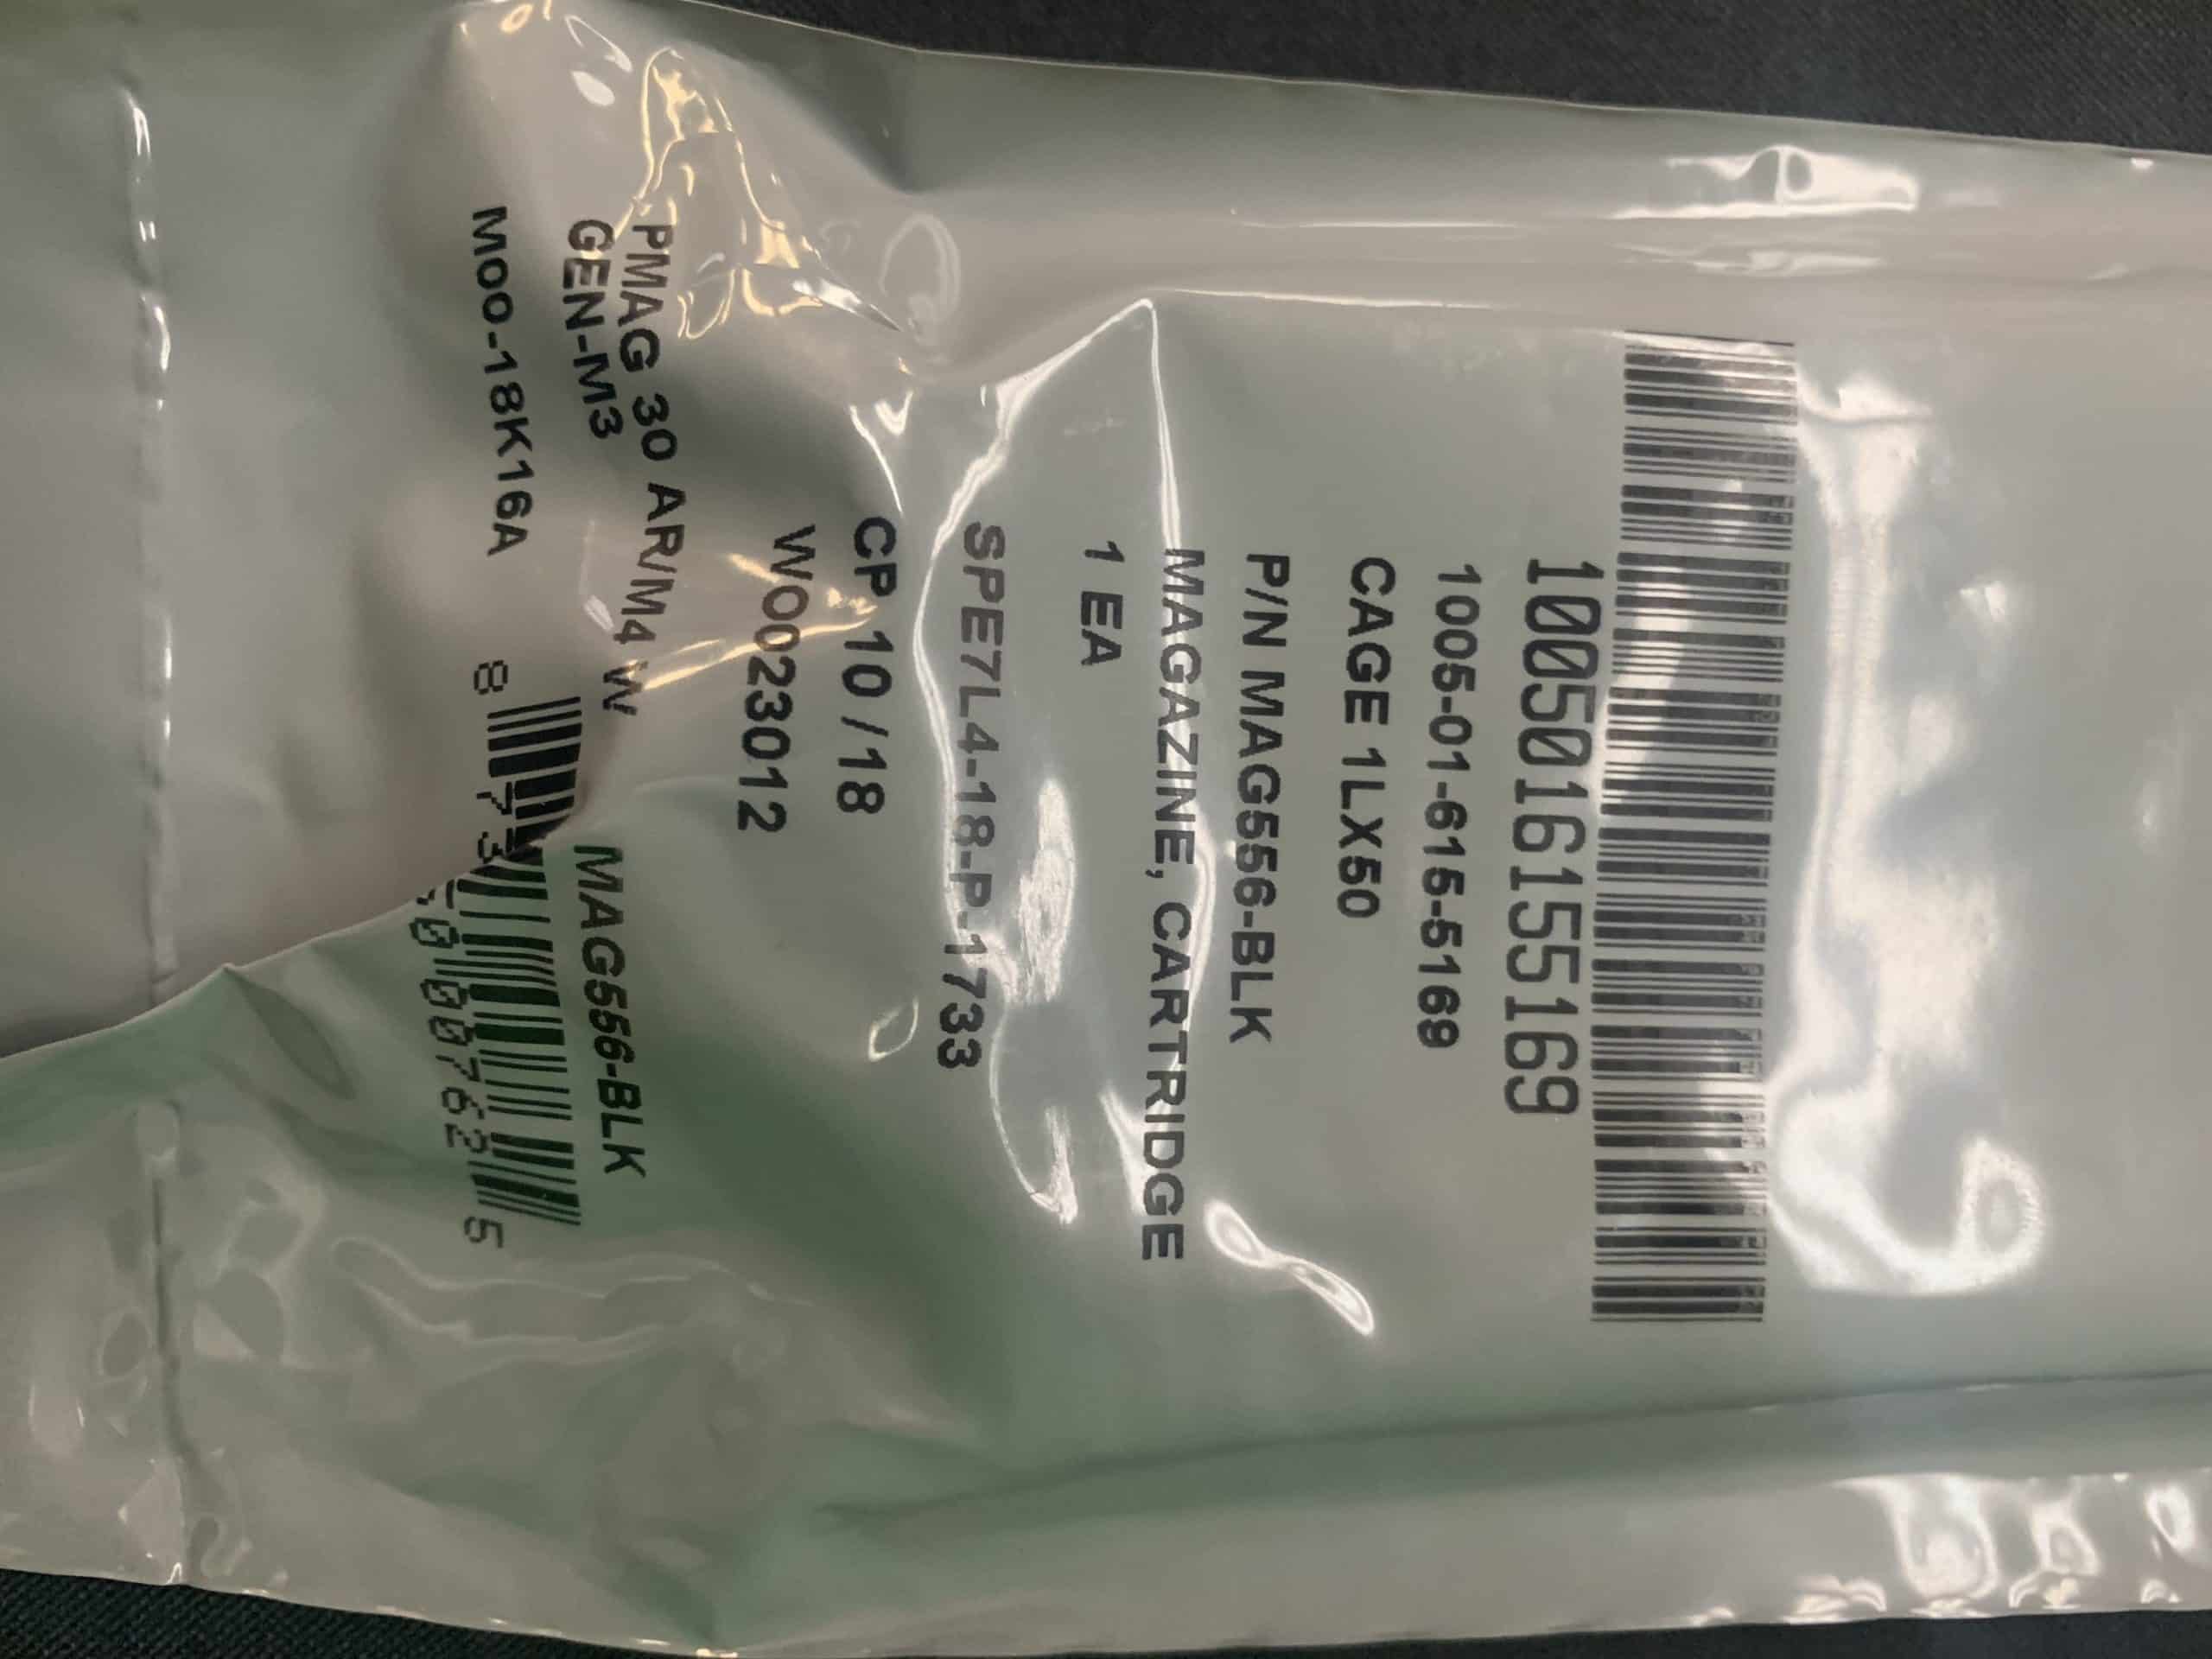 1005016155169
1005-01-615-5169
CAGE 1LX50
P/N MAG556-BLK
MAGAZINE, CARTRIDGE
1 EA
SPE7L4-18-P-1733
CP 10/18
W0023012
PMAG 30 AR/M4 W
GEN-M3
MAG556-BLK
M00-18K16A